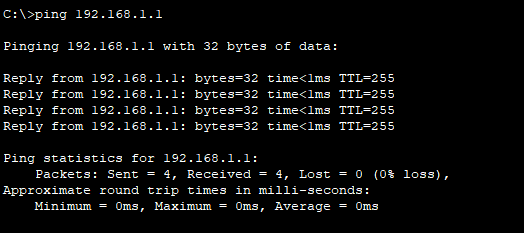 C:\>ping 192.168.1.1
Pinging 192.168.1.1 with 32 bytes of data:
Reply from 192.168.1.1: bytes=32 time<1ms TTL=255
Reply from 192.168.1.1: bytes=32 time<1ms TTL=255
Reply from 192.168.1.1: bytes=32 time<1ms TTL=255
Reply from 192.168.1.1: bytes=32 time<1ms TTL=255
Ping statistics for 192.168.1.1:
    Packets: Sent = 4, Received = 4, Lost = 0 (0% loss),
Approximate round trip times in milli-seconds:
    Minimum = 0ms, Maximum = 0ms, Average = 0ms